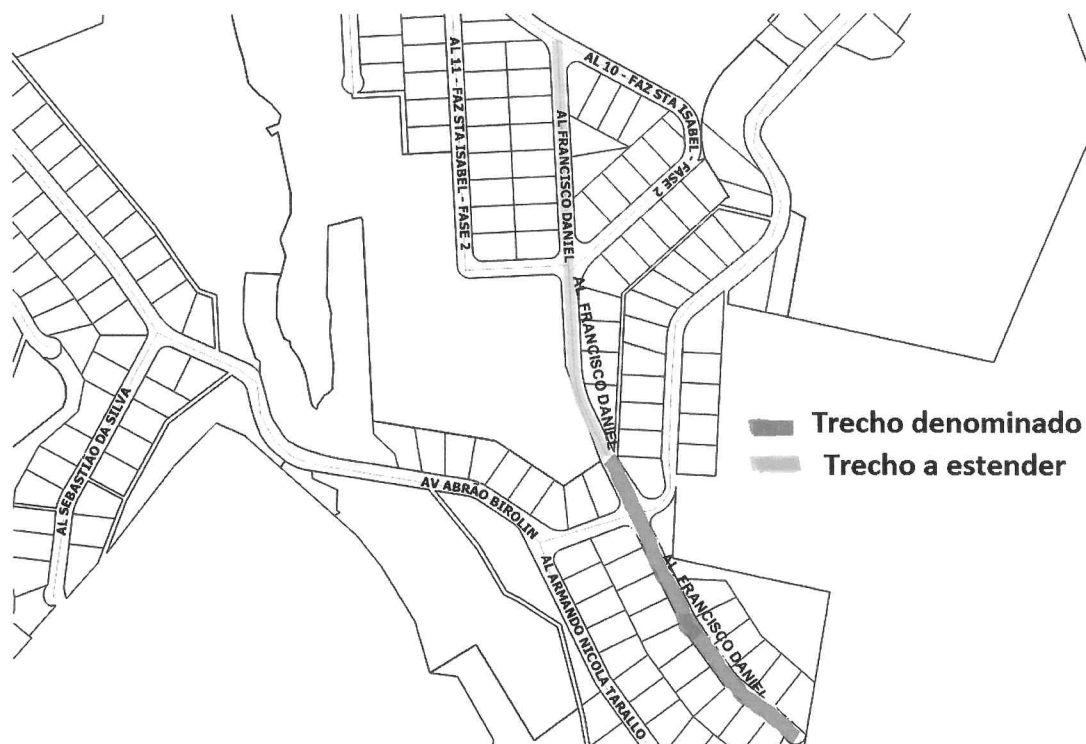 AL 10 - FAZ STA ISABEL - FASE 2
AL 11 - FAZ STA ISABEL - FASE 2
AL FRANCISCO DANIEL
AL FRANCISCO DANIEL
AL SEBASTIÃO DA SILVA
Trecho denominado
Trecho a estender
AV ABRÃO BIROLIN
AL ARMANDO NICOLA TARALLO
AL FRANCISCO DANIEL